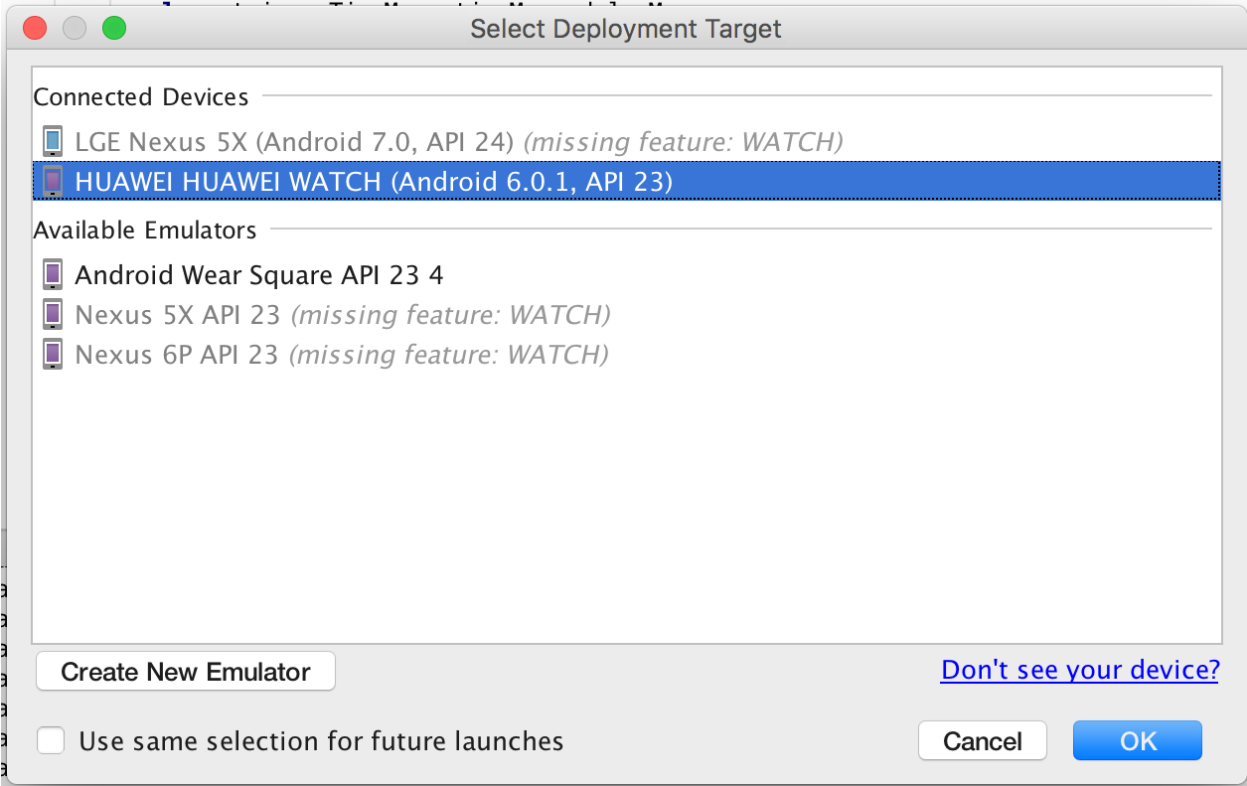 Select Deployment Target
Connected Devices
LGE Nexus 5X (Android 7.0, API 24) (missing feature: WATCH)
HUAWEI HUAWEI WATCH (Android 6.0.1, API 23)
Available Emulators
Android Wear Square API 23 4
Nexus 5X API 23 (missing feature: WATCH)
Nexus 6P API 23 (missing feature: WATCH)
Create New Emulator
Don't see your device?
Use same selection for future launches
Cancel
OK